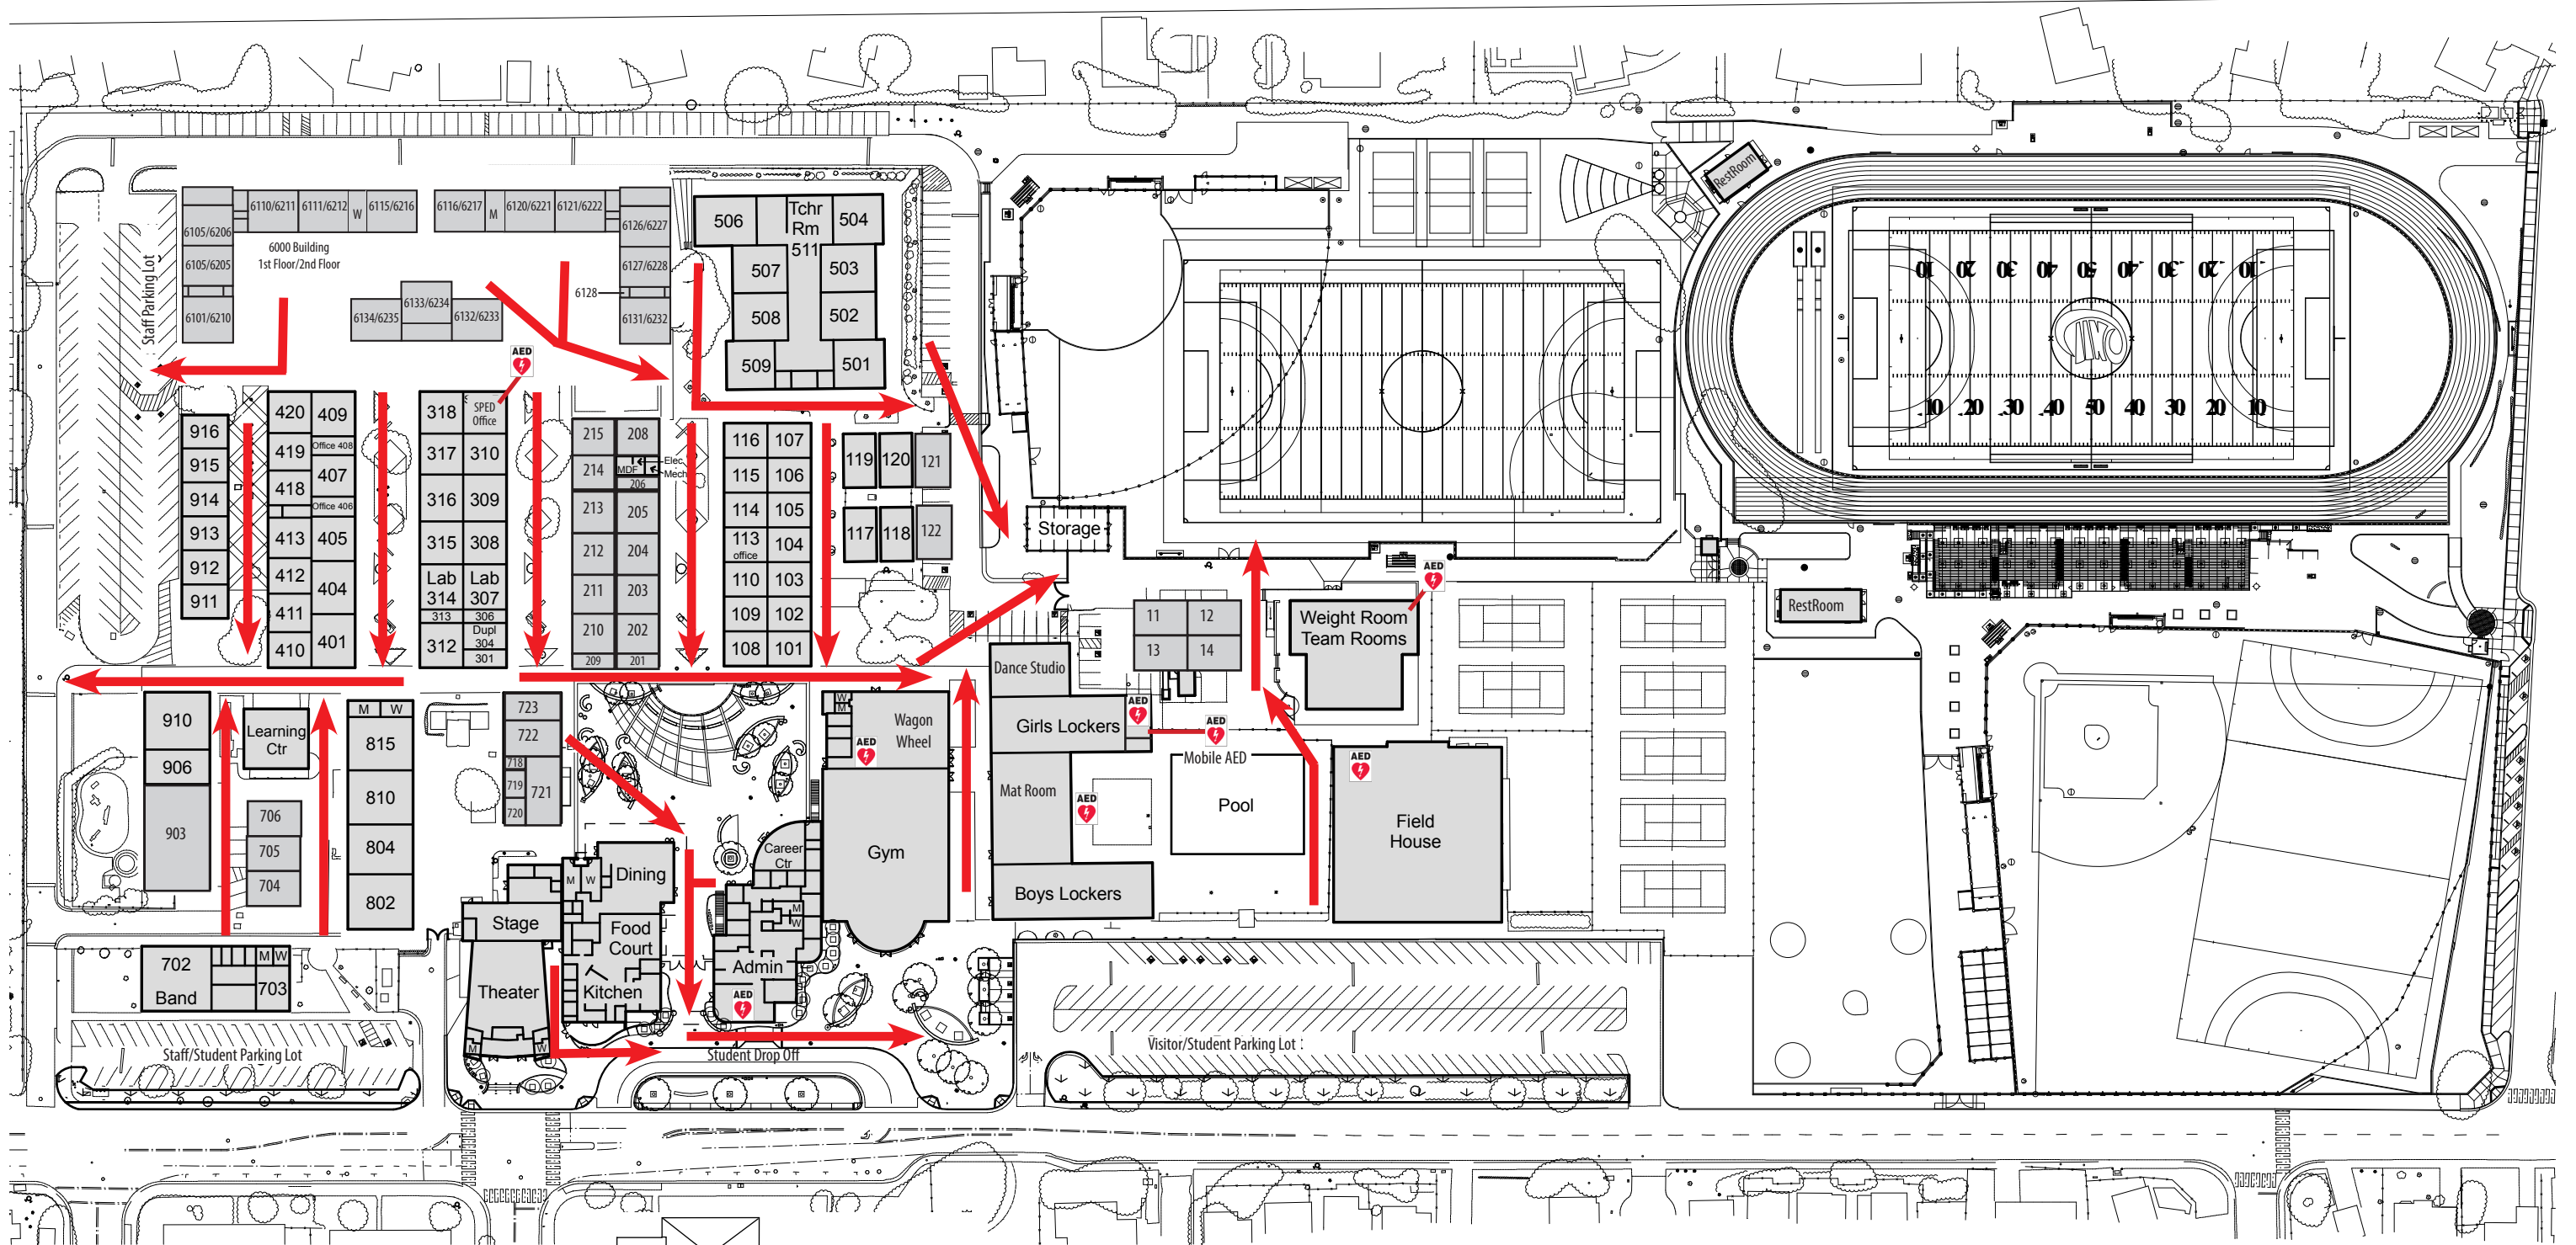 RestRoom
6110/6211 6111/6212 W 6115/6216
6116/6217 M 6120/6221 6121/6222
6105/6206
6126/6227
6000 Building
1st Floor/2nd Floor
6105/6205
6127/6228
6128
6101/6210
6133/6234
6134/6235
6132/6233
6131/6232
Staff Parking Lot
506
Tchr
Rm
511
504
507
503
508
502
509
501
10 20 30 40 50 40 30 20 10
10 20 30 40 50 40 30 20 10
AED
916
915
914
913
912
911
420 409
419 Office 408
418 407
Office 406
413 405
412 404
411
410 401
318 SPED
Office
317 310
316 309
315 308
Lab Lab
314 307
313 306
312 Dupl
304
301
215 208
214 MDF
Elec
Mech
206
213 205
212 204
211 203
210 202
209 201
116 107
115 106
114 105
113 104
office
110 103
109 102
108 101
119 120 121
117 118 122
Storage
AED
11 12
13 14
Weight Room
Team Rooms
RestRoom
Dance Studio
Girls Lockers
AED
AED
Mobile AED
Mat Room
AED
Pool
AED
Field
House
Boys Lockers
910
906
903
Learning
Ctr
706
705
704
M W
815
810
804
802
723
722
718
719
721
720
W
M
Wagon
Wheel
AED
Gym
Career
Ctr
Dining
M W
Stage
Food
Court
M
W
Admin
AED
Theater
Kitchen
M W
702
Band
M W
703
Staff/Student Parking Lot
Student Drop Off
Visitor/Student Parking Lot :